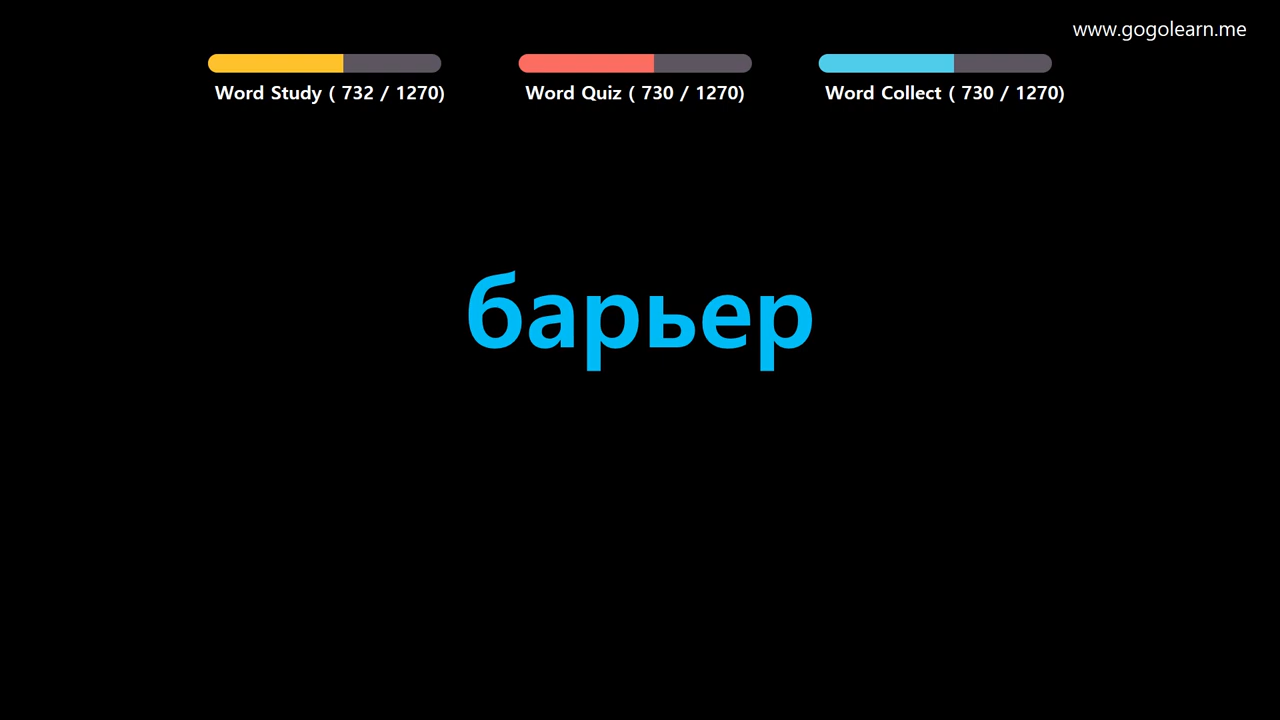 www.gogolearn.me
Word Study ( 732 / 1270)
Word Quiz ( 730 / 1270)
Word Collect ( 730 / 1270)
барьер